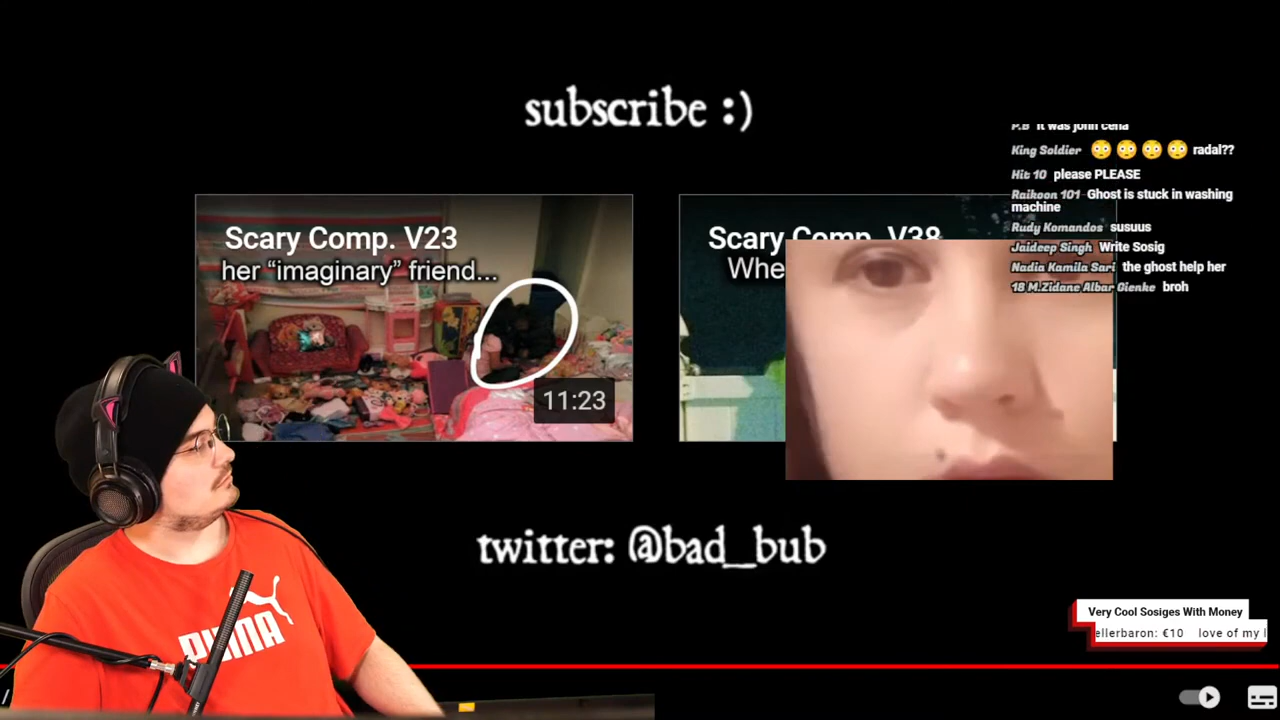 subscribe :)
P.B it was john cena
King Soldier 😳😳😳😳 radal??
Hit 10 please PLEASE
Raikoon 101 Ghost is stuck in washing
machine
Rudy Komandos susuus
Jaideep Singh Write Sosig
Nadia Kamila Sari the ghost help her
18 M.Zidane Albar Gienke broh
Scary Comp. V23
her “imaginary” friend...
11:23
Scary Comp. V38
Whe
twitter: @bad_bub
PUMA
Very Cool Sosiges With Money
ellerbaron: €10 love of my l